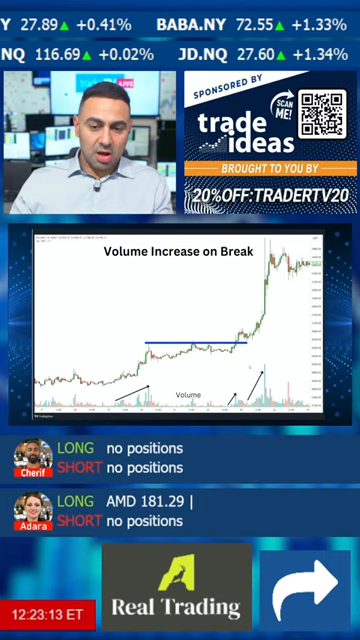 Y 27.89▲ +0.41% BABA.NY 72.55▲ +1.33%
NQ 116.69▲ +0.02% JD.NQ 27.60▲ +1.34%
SPONSORED BY
SCAN ME!
trade ideas
BROUGHT TO YOU BY
20%OFF:TRADERTV20
Volume Increase on Break
Volume
LONG no positions
SHORT no positions
Cherif
LONG AMD 181.29 |
SHORT no positions
Adara
12:23:13 ET
Real Trading